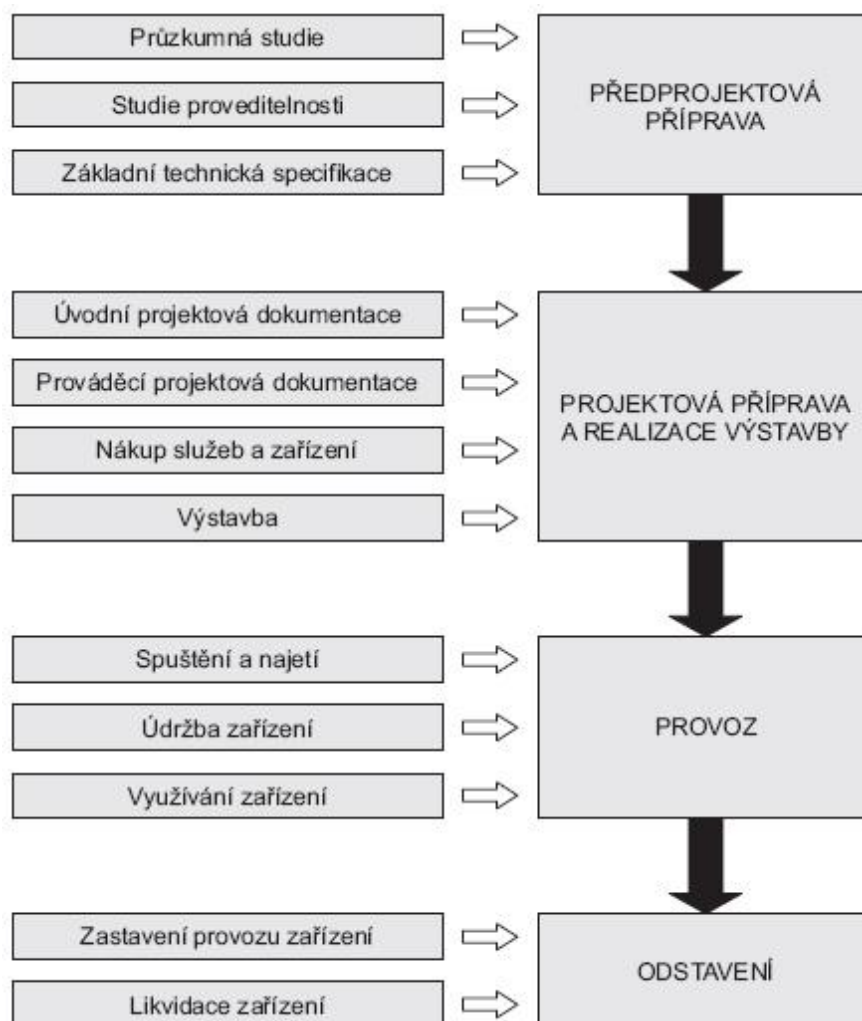 Průzkumná studie
Studie proveditelnosti
Základní technická specifikace
PŘEDPROJEKTOVÁ
PŘÍPRAVA
Úvodní projektová dokumentace
Prováděcí projektová dokumentace
Nákup služeb a zařízení
Výstavba
PROJEKTOVÁ PŘÍPRAVA
A REALIZACE VÝSTAVBY
Spuštění a najetí
Údržba zařízení
Využívání zařízení
PROVOZ
Zastavení provozu zařízení
Likvidace zařízení
ODSTAVENÍ